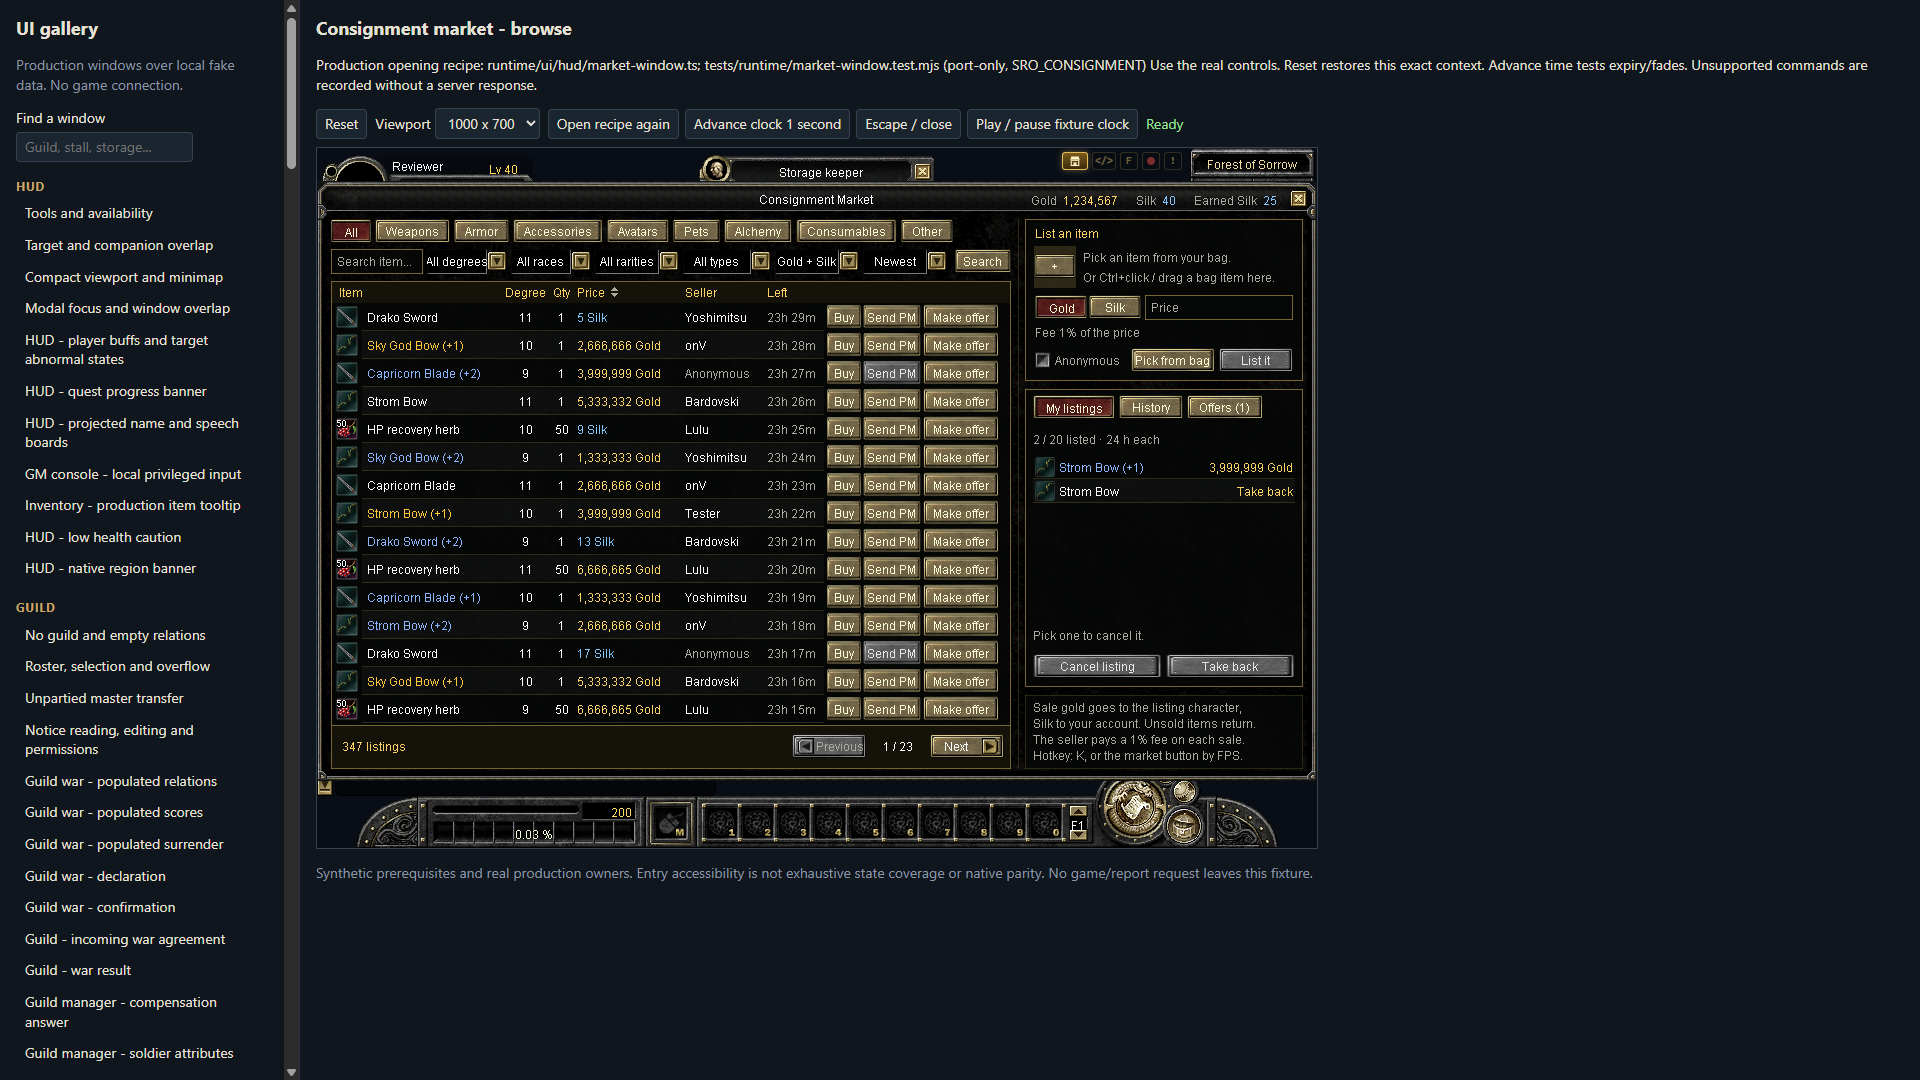 UI gallery
Production windows over local fake
data. No game connection.
Find a window
Guild, stall, storage...
HUD
Tools and availability
Target and companion overlap
Compact viewport and minimap
Modal focus and window overlap
HUD - player buffs and target
abnormal states
HUD - quest progress banner
HUD - projected name and speech
boards
GM console - local privileged input
Inventory - production item tooltip
HUD - low health caution
HUD - native region banner
GUILD
No guild and empty relations
Roster, selection and overflow
Unpartied master transfer
Notice reading, editing and
permissions
Guild war - populated relations
Guild war - populated scores
Guild war - populated surrender
Guild war - declaration
Guild war - confirmation
Guild - incoming war agreement
Guild - war result
Guild manager - compensation
answer
Guild manager - soldier attributes
Consignment market - browse
Production opening recipe: runtime/ui/hud/market-window.ts; tests/runtime/market-window.test.mjs (port-only, SRO_CONSIGNMENT) Use the real controls. Reset restores this exact context. Advance time tests expiry/fades. Unsupported commands are
recorded without a server response.
Reset Viewport 1000 x 700 Open recipe again Advance clock 1 second Escape / close Play / pause fixture clock Ready
Reviewer Lv 40 Storage keeper </> F ! Forest of Sorrow
Consignment Market Gold 1,234,567 Silk 40 Earned Silk 25
All Weapons Armor Accessories Avatars Pets Alchemy Consumables Other
Search item... All degrees All races All rarities All types Gold + Silk Newest Search
Item Degree Qty Price Seller Left
Drako Sword 11 1 5 Silk Yoshimitsu 23h 29m Buy Send PM Make offer
Sky God Bow (+1) 10 1 2,666,666 Gold onV 23h 28m Buy Send PM Make offer
Capricorn Blade (+2) 9 1 3,999,999 Gold Anonymous 23h 27m Buy Send PM Make offer
Strom Bow 11 1 5,333,332 Gold Bardovski 23h 26m Buy Send PM Make offer
50 HP recovery herb 10 50 9 Silk Lulu 23h 25m Buy Send PM Make offer
Sky God Bow (+2) 9 1 1,333,333 Gold Yoshimitsu 23h 24m Buy Send PM Make offer
Capricorn Blade 11 1 2,666,666 Gold onV 23h 23m Buy Send PM Make offer
Strom Bow (+1) 10 1 3,999,999 Gold Tester 23h 22m Buy Send PM Make offer
Drako Sword (+2) 9 1 13 Silk Bardovski 23h 21m Buy Send PM Make offer
50 HP recovery herb 11 50 6,666,665 Gold Lulu 23h 20m Buy Send PM Make offer
Capricorn Blade (+1) 10 1 1,333,333 Gold Yoshimitsu 23h 19m Buy Send PM Make offer
Strom Bow (+2) 9 1 2,666,666 Gold onV 23h 18m Buy Send PM Make offer
Drako Sword 11 1 17 Silk Anonymous 23h 17m Buy Send PM Make offer
Sky God Bow (+1) 10 1 5,333,332 Gold Bardovski 23h 16m Buy Send PM Make offer
50 HP recovery herb 9 50 6,666,665 Gold Lulu 23h 15m Buy Send PM Make offer
347 listings Previous 1 / 23 Next
List an item
+
Pick an item from your bag.
Or Ctrl+click / drag a bag item here.
Gold Silk Price
Fee 1% of the price
Anonymous Pick from bag List it
My listings History Offers (1)
2 / 20 listed · 24 h each
Strom Bow (+1) 3,999,999 Gold
Strom Bow Take back
Pick one to cancel it.
Cancel listing Take back
Sale gold goes to the listing character,
Silk to your account. Unsold items return.
The seller pays a 1% fee on each sale.
Hotkey: K, or the market button by FPS.
200
0.03 %
M 1 2 3 4 5 6 7 8 9 0 F1
Synthetic prerequisites and real production owners. Entry accessibility is not exhaustive state coverage or native parity. No game/report request leaves this fixture.